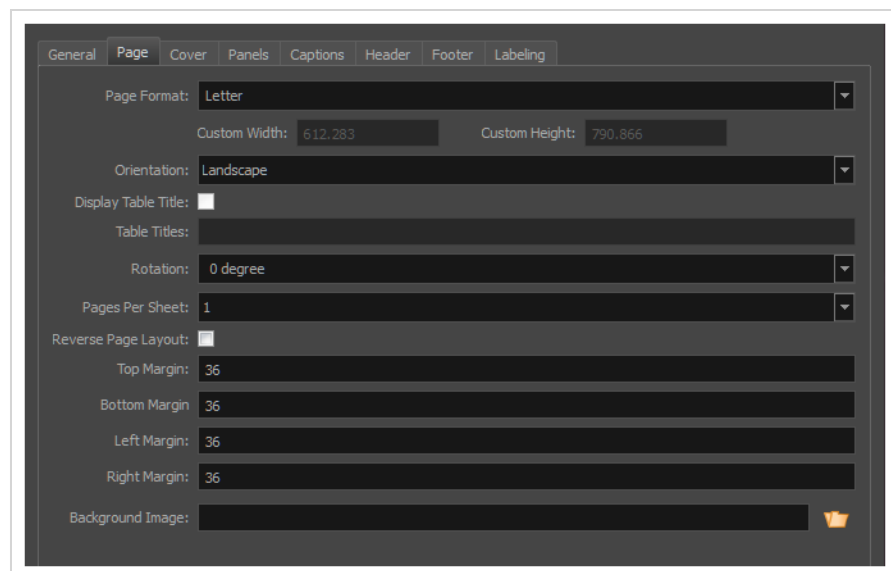 General Page Cover Panels Captions Header Footer Labeling
Page Format: Letter
Custom Width: 612.283 Custom Height: 790.866
Orientation: Landscape
Display Table Title:
Table Titles:
Rotation: 0 degree
Pages Per Sheet: 1
Reverse Page Layout:
Top Margin: 36
Bottom Margin 36
Left Margin: 36
Right Margin: 36
Background Image: